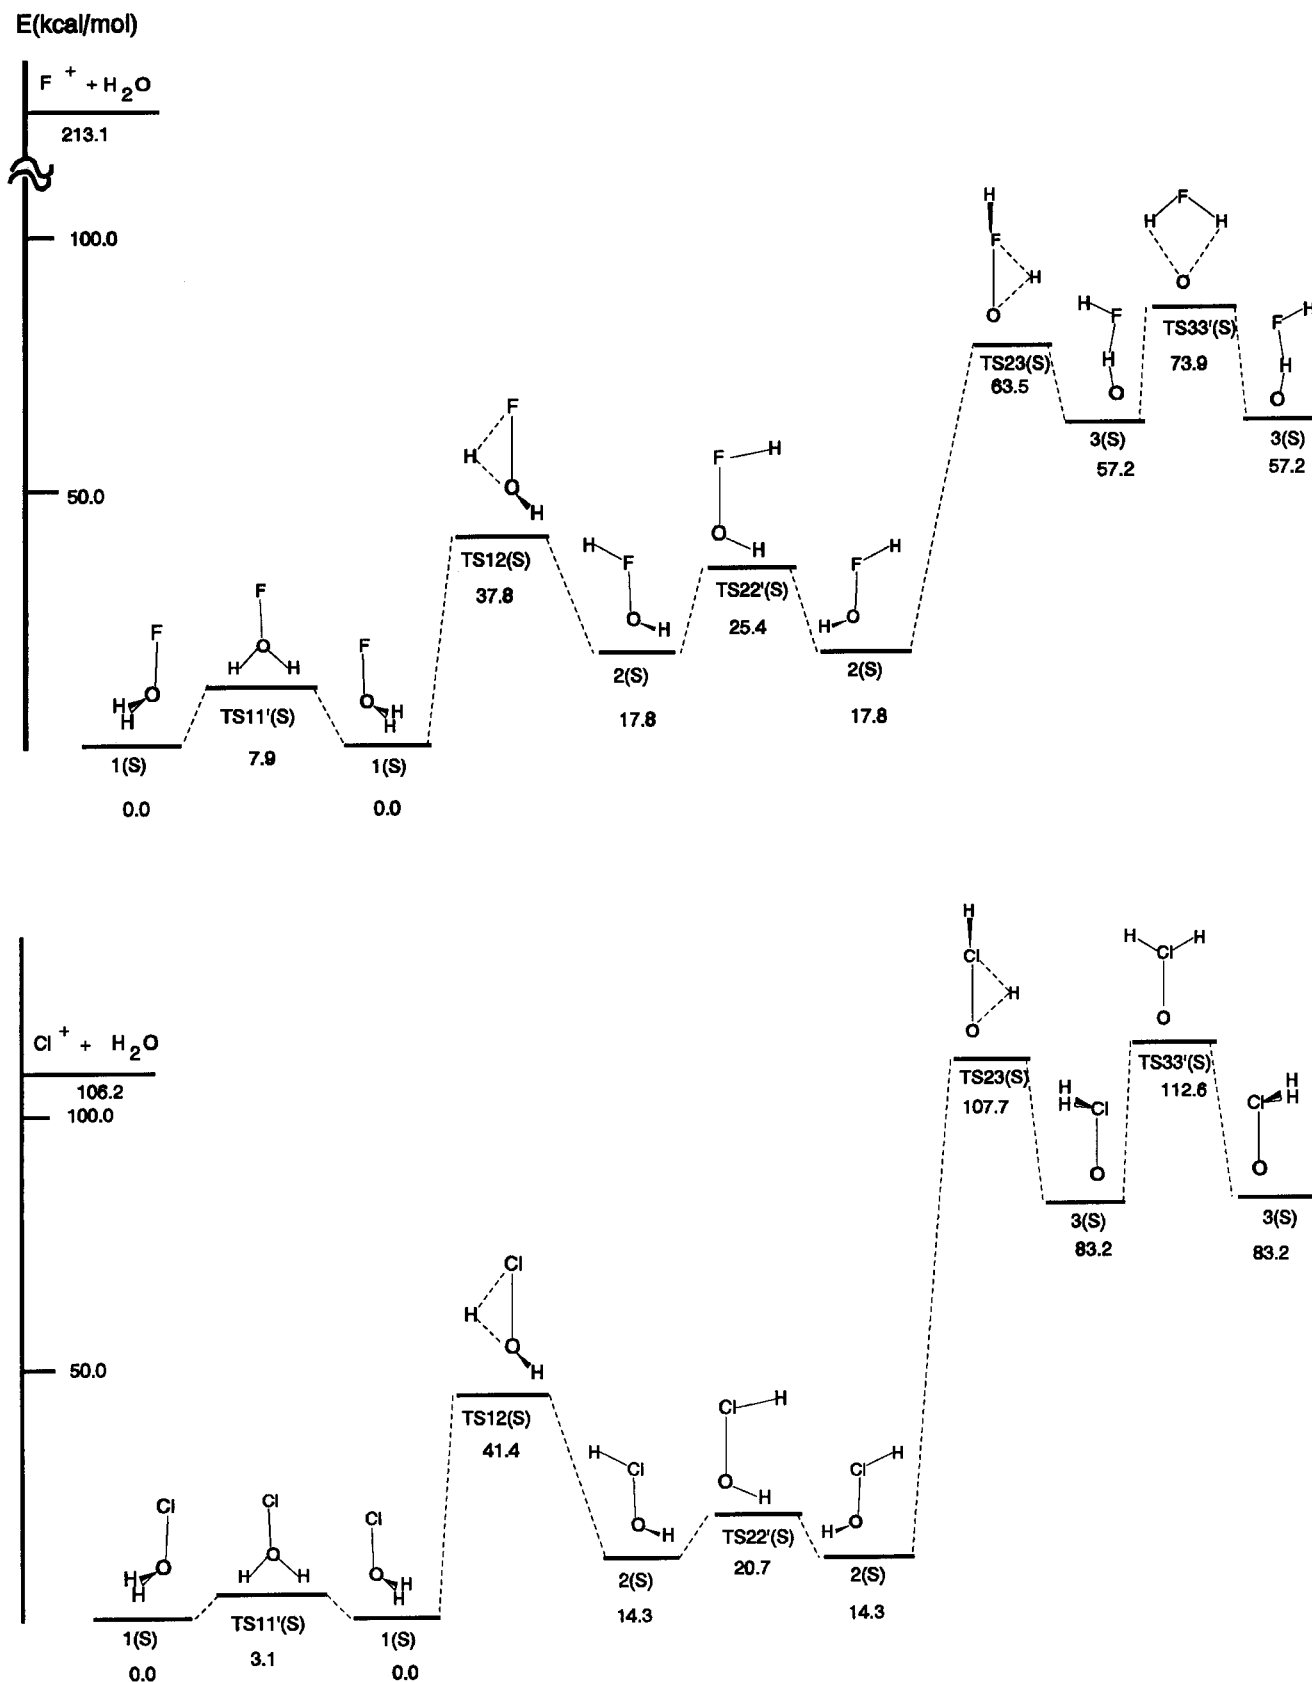 E(kcal/mol)
F + + H2O
213.1
100.0
50.0
F
H
H
O
1(S)
0.0
F
O
H
H
TS11'(S)
7.9
F
O
H
H
1(S)
0.0
F
H
O
H
TS12(S)
37.8
H
F
O
H
2(S)
17.8
F
H
O
H
TS22'(S)
25.4
H
F
H
O
2(S)
17.8
H
F
H
O
TS23(S)
63.5
H
F
H
O
3(S)
57.2
F
H
H
O
TS33'(S)
73.9
H
F
H
O
3(S)
57.2
Cl + + H2O
106.2
100.0
50.0
Cl
H
O
H
1(S)
0.0
Cl
O
H
H
TS11'(S)
3.1
Cl
O
H
H
1(S)
0.0
Cl
H
O
H
TS12(S)
41.4
H
Cl
O
H
2(S)
14.3
Cl
H
O
H
TS22'(S)
20.7
H
Cl
H
O
2(S)
14.3
H
Cl
H
O
TS23(S)
107.7
H
H
Cl
O
3(S)
83.2
H
H
Cl
O
TS33'(S)
112.6
H
Cl
H
O
3(S)
83.2